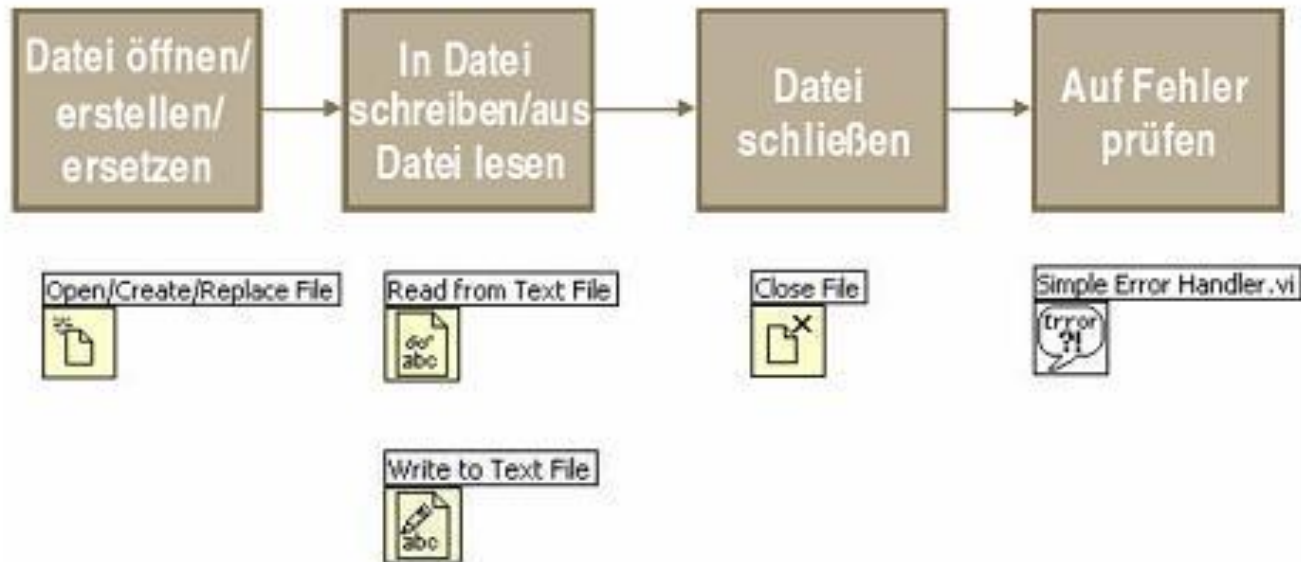 Datei öffnen/
erstellen/
ersetzen
In Datei
schreiben/aus
Datei lesen
Datei
schließen
Auf Fehler
prüfen
Open/Create/Replace File
Read from Text File
abc
Close File
Simple Error Handler.vi
Error
?!
Write to Text File
abc